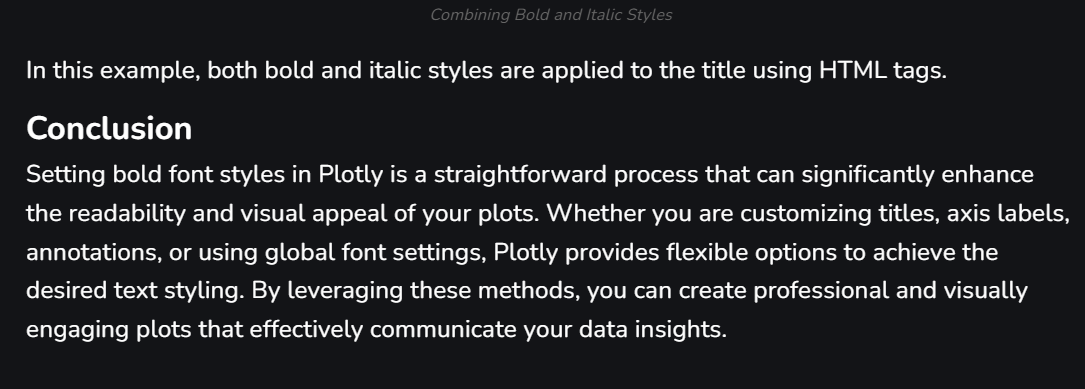 Combining Bold and Italic Styles
In this example, both bold and italic styles are applied to the title using HTML tags.
Conclusion
Setting bold font styles in Plotly is a straightforward process that can significantly enhance
the readability and visual appeal of your plots. Whether you are customizing titles, axis labels,
annotations, or using global font settings, Plotly provides flexible options to achieve the
desired text styling. By leveraging these methods, you can create professional and visually
engaging plots that effectively communicate your data insights.